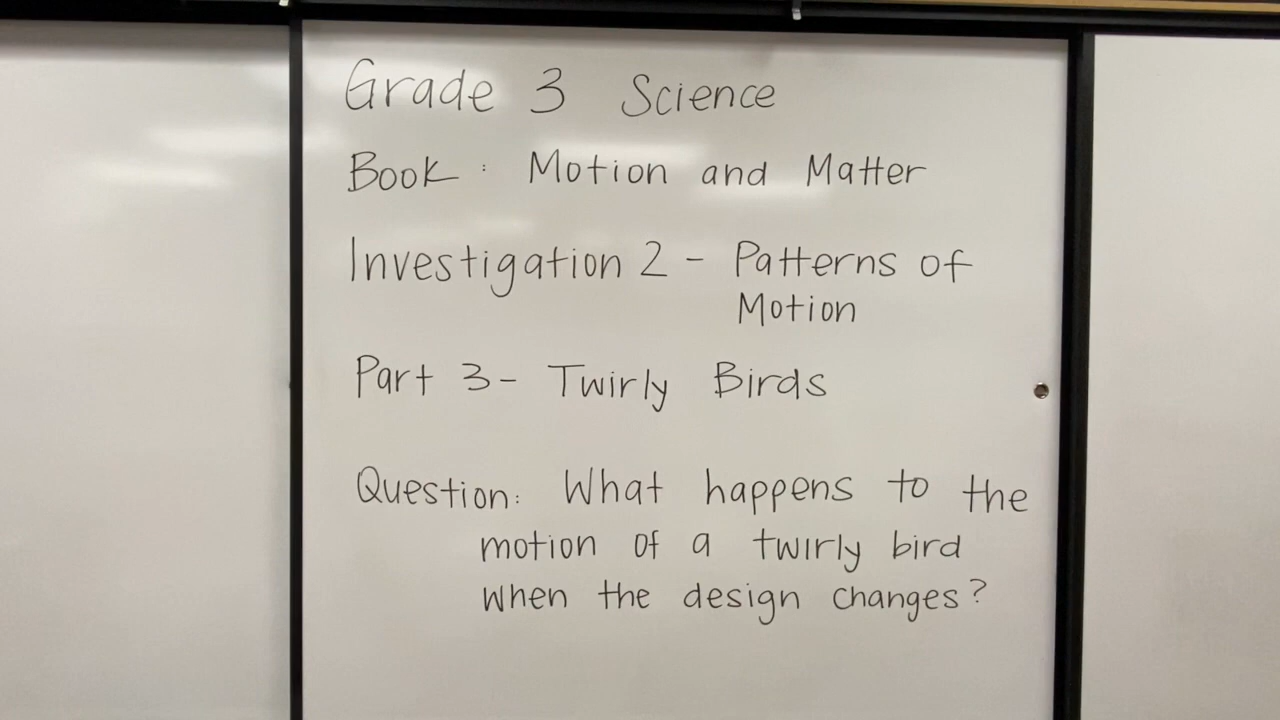 Grade 3 Science
Book: Motion and Matter
Investigation 2 - Patterns of
Motion
Part 3 - Twirly Birds
Question: What happens to the
motion of a twirly bird
when the design changes?